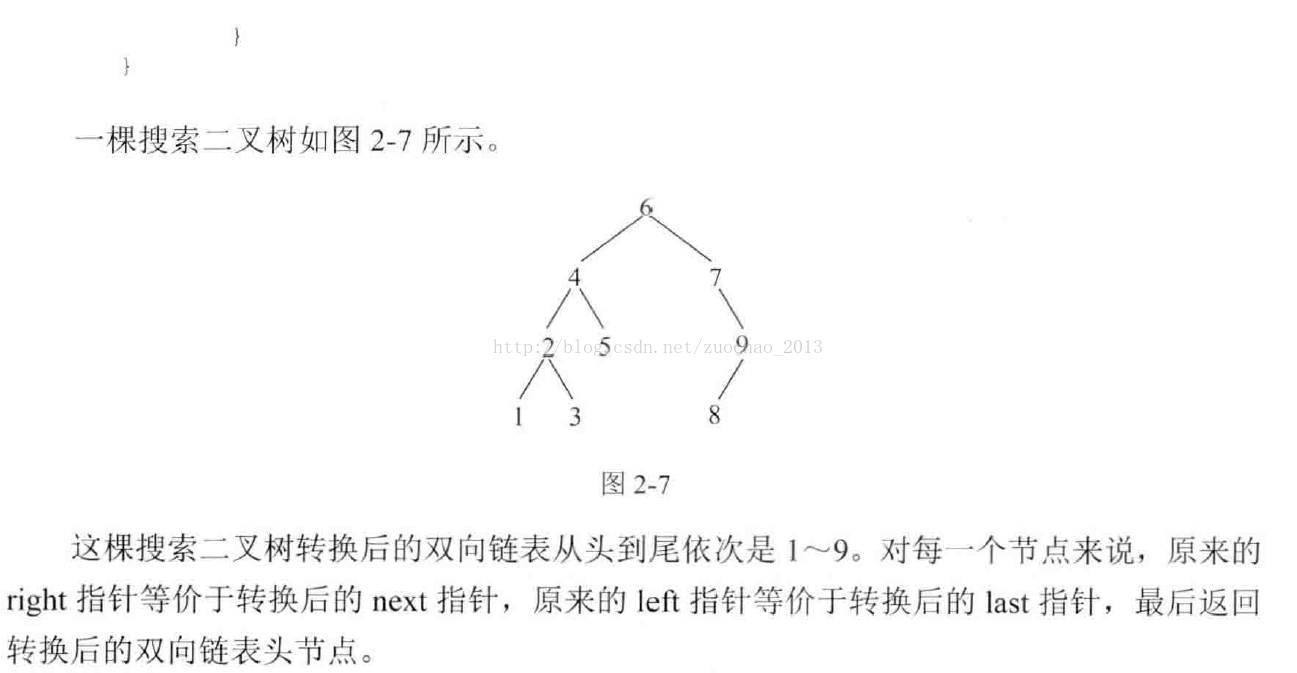 }
}
一棵搜索二叉树如图 2-7 所示。
6
4 7
2 5 9
http://blog.csdn.net/zuochao_2013
1 3 8
图 2-7
这棵搜索二叉树转换后的双向链表从头到尾依次是 1～9。对每一个节点来说，原来的
right 指针等价于转换后的 next 指针，原来的 left 指针等价于转换后的 last 指针，最后返回
转换后的双向链表头节点。